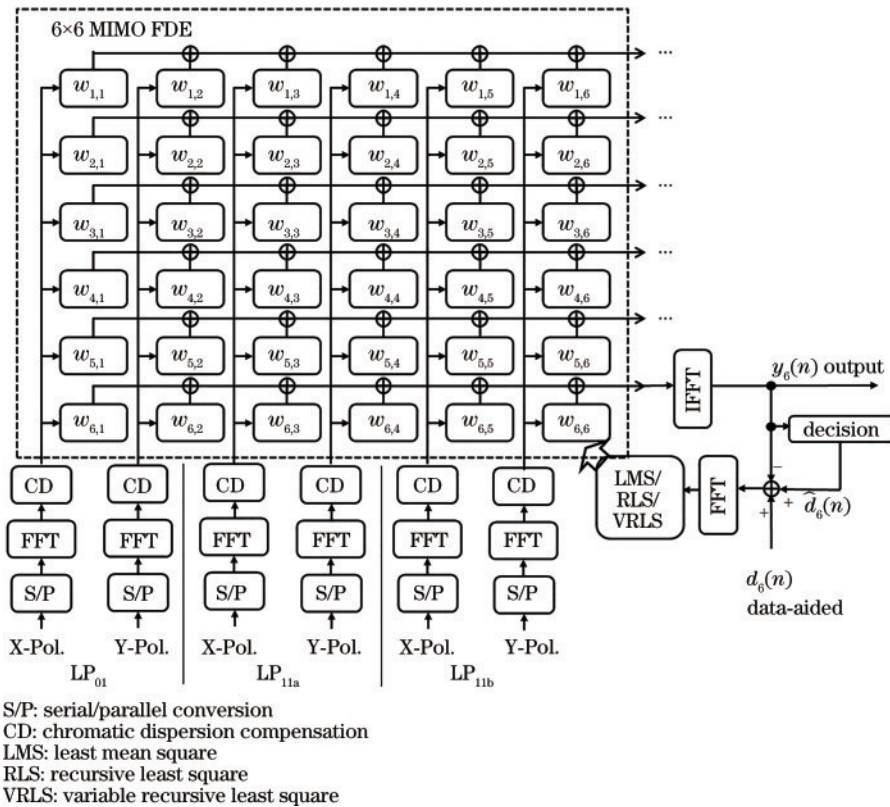 6×6 MIMO FDE
...
w1,1 w1,2 w1,3 w1,4 w1,5 w1,6
...
w2,1 w2,2 w2,3 w2,4 w2,5 w2,6
...
w3,1 w3,2 w3,3 w3,4 w3,5 w3,6
...
w4,1 w4,2 w4,3 w4,4 w4,5 w4,6
...
w5,1 w5,2 w5,3 w5,4 w5,5 w5,6
w6,1 w6,2 w6,3 w6,4 w6,5 w6,6
IFFT
y6(n) output
decision
−
+
+
d̂6(n)
FFT
LMS/
RLS/
VRLS
d6(n)
data-aided
CD CD CD CD CD CD
FFT FFT FFT FFT FFT FFT
S/P S/P S/P S/P S/P S/P
X-Pol. Y-Pol. X-Pol. Y-Pol. X-Pol. Y-Pol.
LP01 LP11a LP11b
S/P: serial/parallel conversion
CD: chromatic dispersion compensation
LMS: least mean square
RLS: recursive least square
VRLS: variable recursive least square